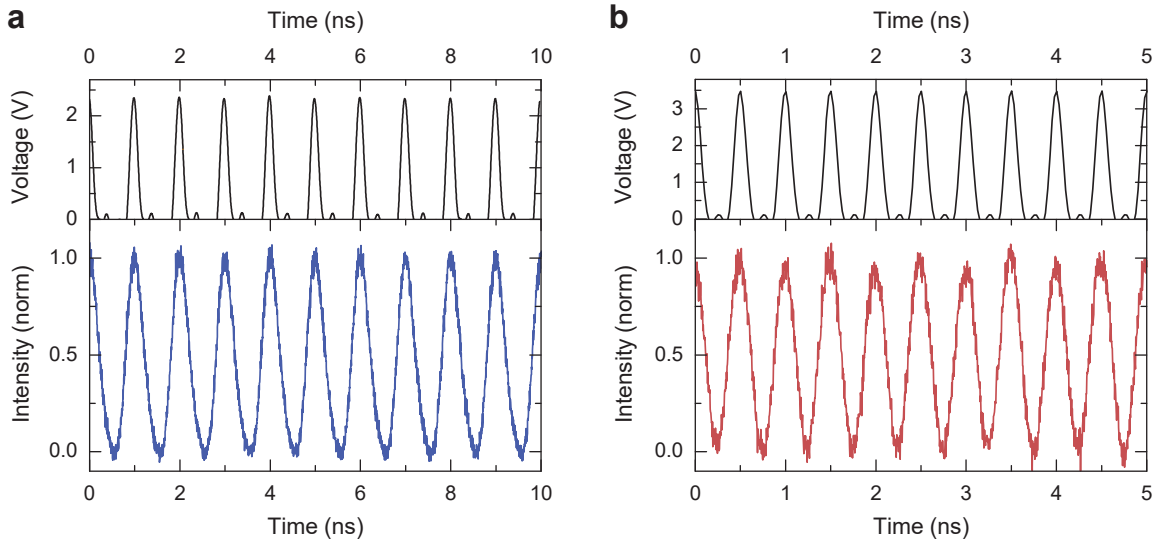 a
Time (ns)
0 2 4 6 8 10
Voltage (V)
2
1
0
Intensity (norm)
1.0
0.5
0.0
0 2 4 6 8 10
Time (ns)
b
Time (ns)
0 1 2 3 4 5
Voltage (V)
3
2
1
0
Intensity (norm)
1.0
0.5
0.0
0 1 2 3 4 5
Time (ns)